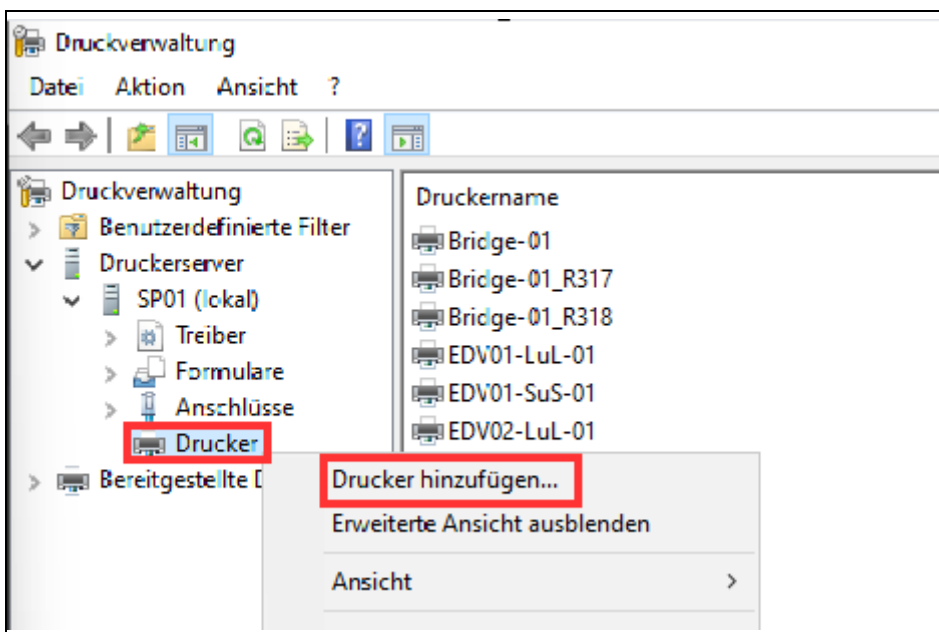 Druckverwaltung
Datei Aktion Ansicht ?
Druckverwaltung
Benutzerdefinierte Filter
Druckerserver
SP01 (lokal)
Treiber
Formulare
Anschlüsse
Drucker
Bereitgestellte
Druckername
Bridge-01
Bridge-01_R317
Bridge-01_R318
EDV01-LuL-01
EDV01-SuS-01
EDV02-LuL-01
Drucker hinzufügen...
Erweiterte Ansicht ausblenden
Ansicht